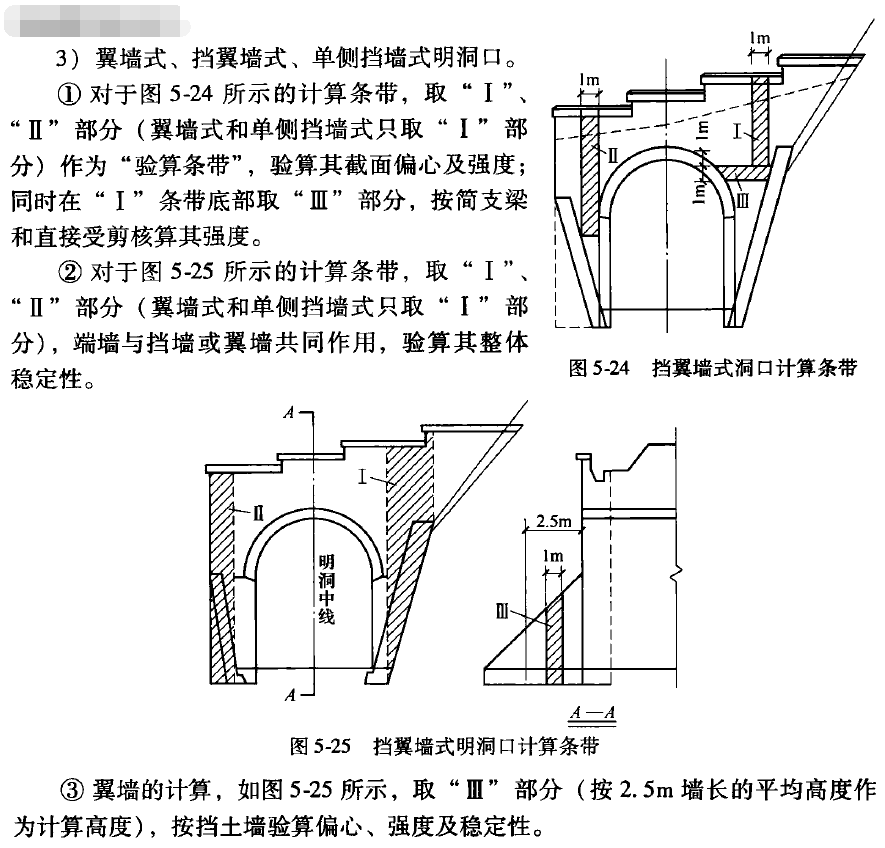 3）翼墙式、挡翼墙式、单侧挡墙式明洞口。
①对于图 5-24 所示的计算条带，取“Ⅰ”、
“Ⅱ”部分（翼墙式和单侧挡墙式只取“Ⅰ”部
分）作为“验算条带”，验算其截面偏心及强度；
同时在“Ⅰ”条带底部取“Ⅲ”部分，按简支梁
和直接受剪核算其强度。
②对于图 5-25 所示的计算条带，取“Ⅰ”、
“Ⅱ”部分（翼墙式和单侧挡墙式只取“Ⅰ”部
分），端墙与挡墙或翼墙共同作用，验算其整体
稳定性。
1m
1m
1m
Ⅰ
Ⅱ
1m
Ⅲ
图 5-24 挡翼墙式洞口计算条带
A
Ⅰ
Ⅱ
明洞中线
A
2.5m
1m
Ⅲ
A—A
图 5-25 挡翼墙式明洞口计算条带
③翼墙的计算，如图 5-25 所示，取“Ⅲ”部分（按 2.5m 墙长的平均高度作
为计算高度），按挡土墙验算偏心、强度及稳定性。